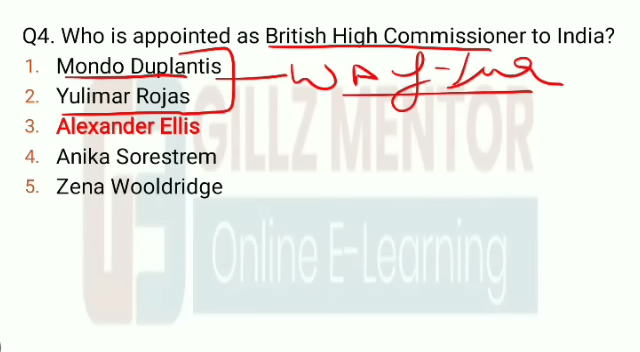 Q4. Who is appointed as British High Commissioner to India?
1. Mondo Duplantis
2. Yulimar Rojas
3. Alexander Ellis
4. Anika Sorestrem
5. Zena Wooldridge
GILLZ MENTOR
Online E-Learning